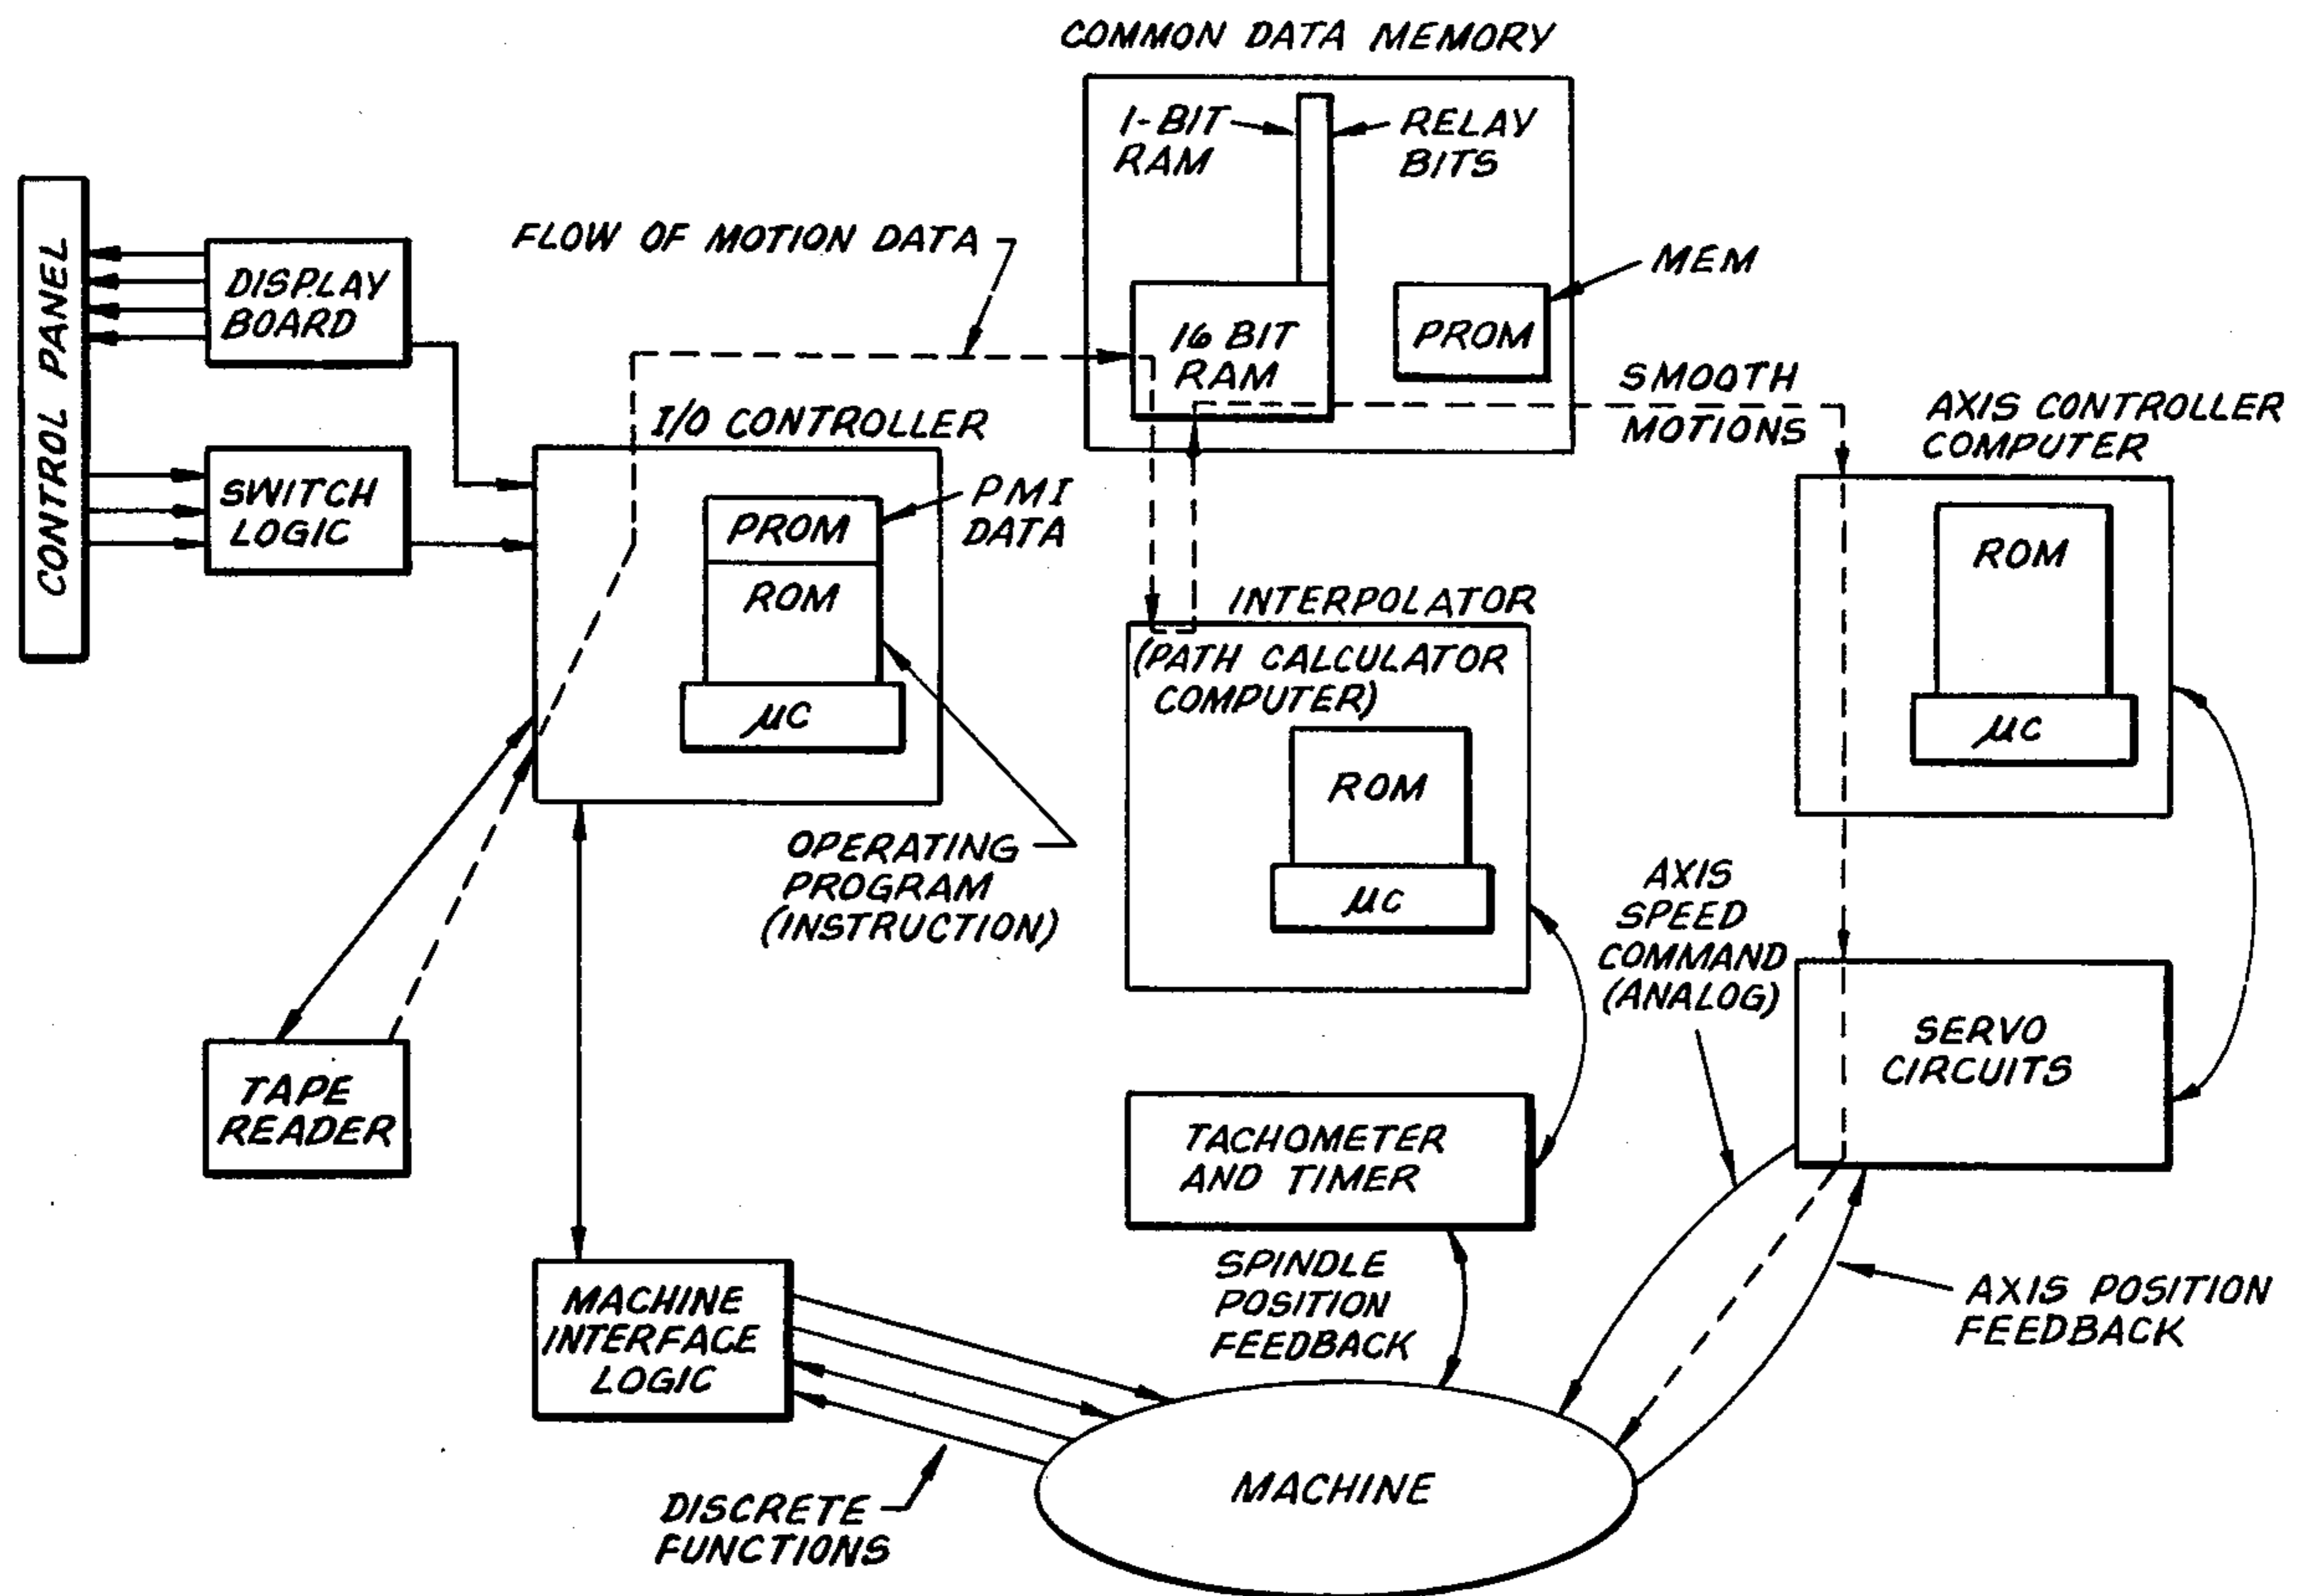 COMMON DATA MEMORY
1-BIT
RAM
RELAY
BITS
MEM
16 BIT
RAM
PROM
FLOW OF MOTION DATA
SMOOTH
MOTIONS
CONTROL PANEL
DISPLAY
BOARD
SWITCH
LOGIC
I/O CONTROLLER
PROM
ROM
μC
PMI
DATA
OPERATING
PROGRAM
(INSTRUCTION)
INTERPOLATOR
(PATH CALCULATOR
COMPUTER)
ROM
μC
AXIS CONTROLLER
COMPUTER
ROM
μC
AXIS
SPEED
COMMAND
(ANALOG)
SERVO
CIRCUITS
TAPE
READER
TACHOMETER
AND TIMER
SPINDLE
POSITION
FEEDBACK
AXIS POSITION
FEEDBACK
MACHINE
INTERFACE
LOGIC
DISCRETE
FUNCTIONS
MACHINE